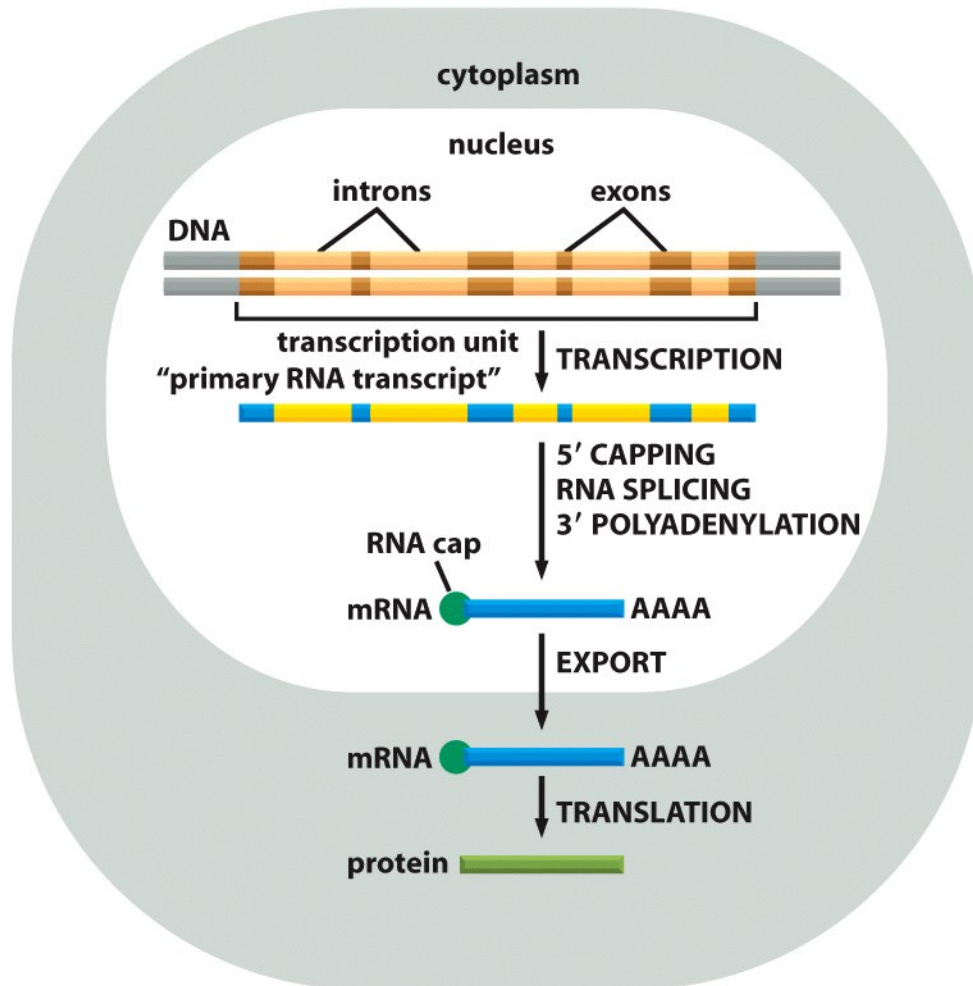 cytoplasm
nucleus
introns
exons
DNA
transcription unit
“primary RNA transcript”
TRANSCRIPTION
5′ CAPPING
RNA SPLICING
3′ POLYADENYLATION
RNA cap
mRNA
AAAA
EXPORT
mRNA
AAAA
TRANSLATION
protein